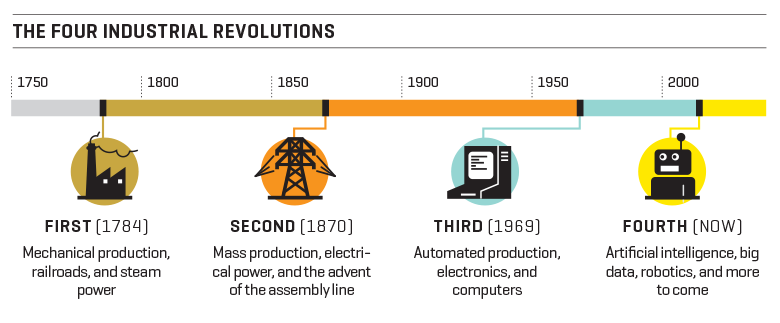 THE FOUR INDUSTRIAL REVOLUTIONS
1750 1800 1850 1900 1950 2000
FIRST (1784)
Mechanical production,
railroads, and steam
power
SECOND (1870)
Mass production, electri-
cal power, and the advent
of the assembly line
THIRD (1969)
Automated production,
electronics, and
computers
FOURTH (NOW)
Artificial intelligence, big
data, robotics, and more
to come